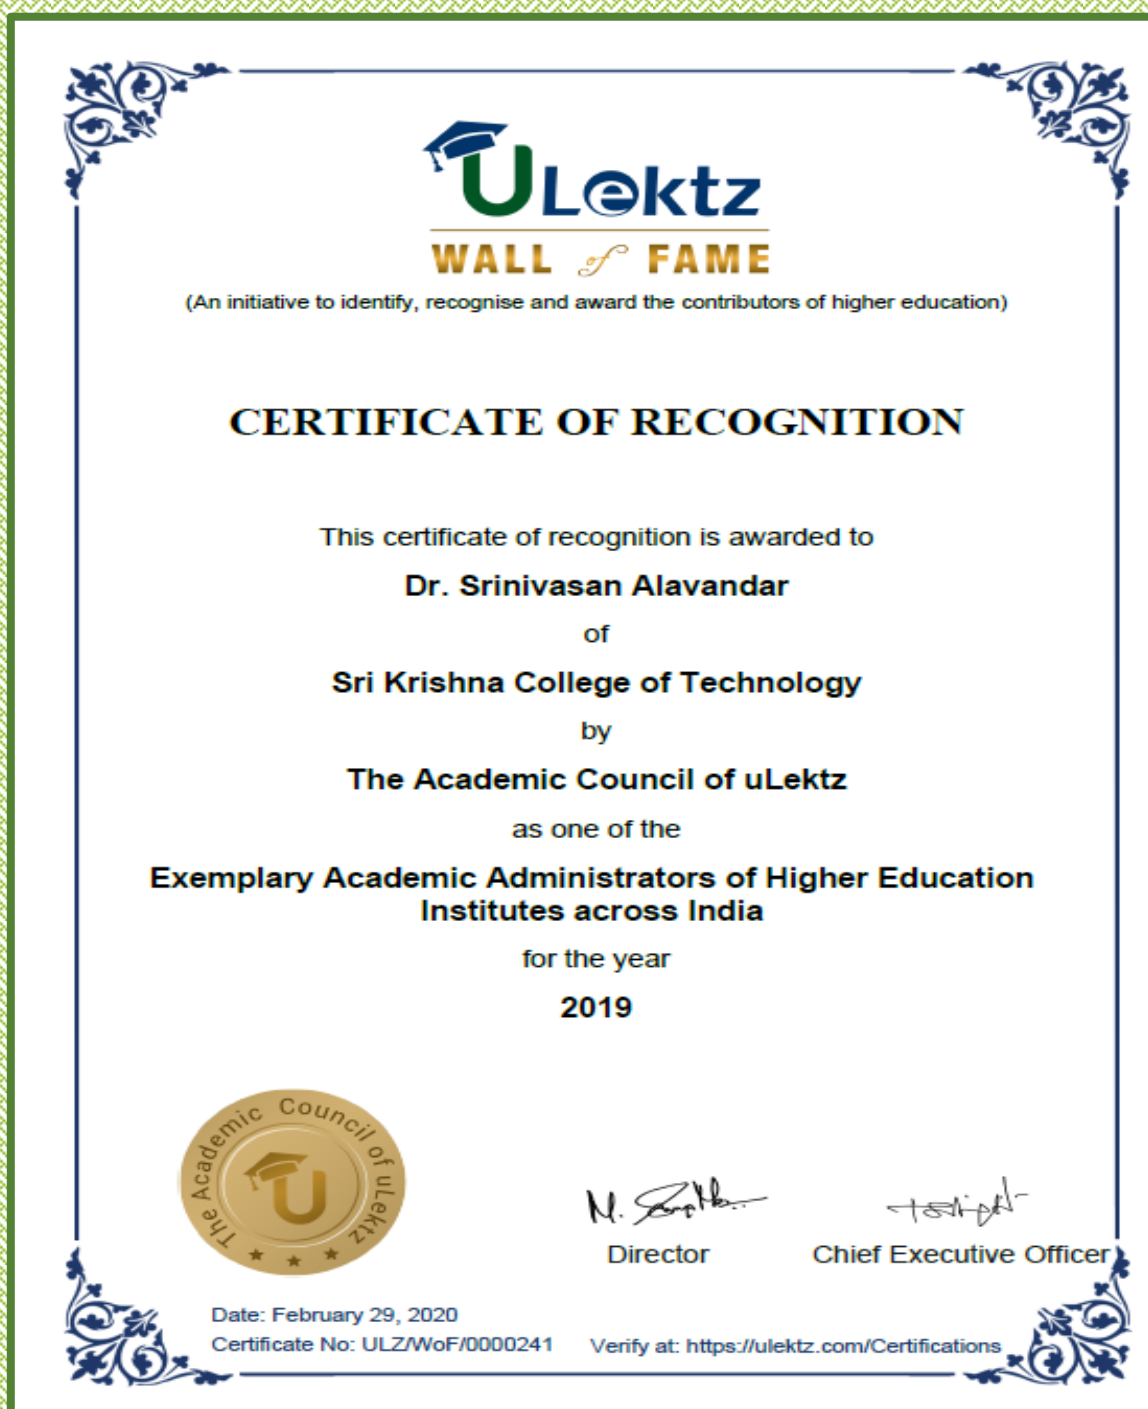 ULektz
WALL of FAME
(An initiative to identify, recognise and award the contributors of higher education)
CERTIFICATE OF RECOGNITION
This certificate of recognition is awarded to
Dr. Srinivasan Alavandar
of
Sri Krishna College of Technology
by
The Academic Council of uLektz
as one of the
Exemplary Academic Administrators of Higher Education
Institutes across India
for the year
2019
The Academic Council of uLektz
U
Director
Chief Executive Officer
Date: February 29, 2020
Certificate No: ULZ/WoF/0000241
Verify at: https://ulektz.com/Certifications